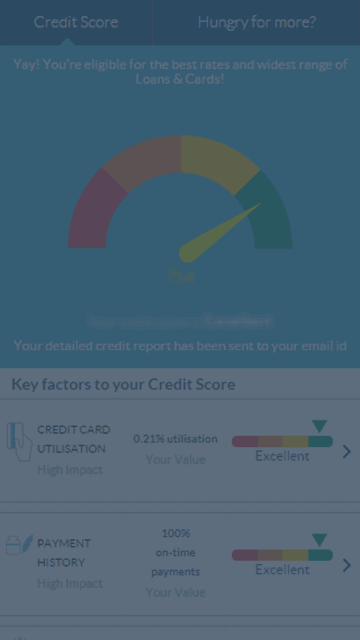 Credit Score
Hungry for more?
Yay! You're eligible for the best rates and widest range of
Loans & Cards!
Your detailed credit report has been sent to your email id
Key factors to your Credit Score
CREDIT CARD
UTILISATION
High Impact
0.21% utilisation
Your Value
Excellent
PAYMENT
HISTORY
High Impact
100%
on-time
payments
Your Value
Excellent